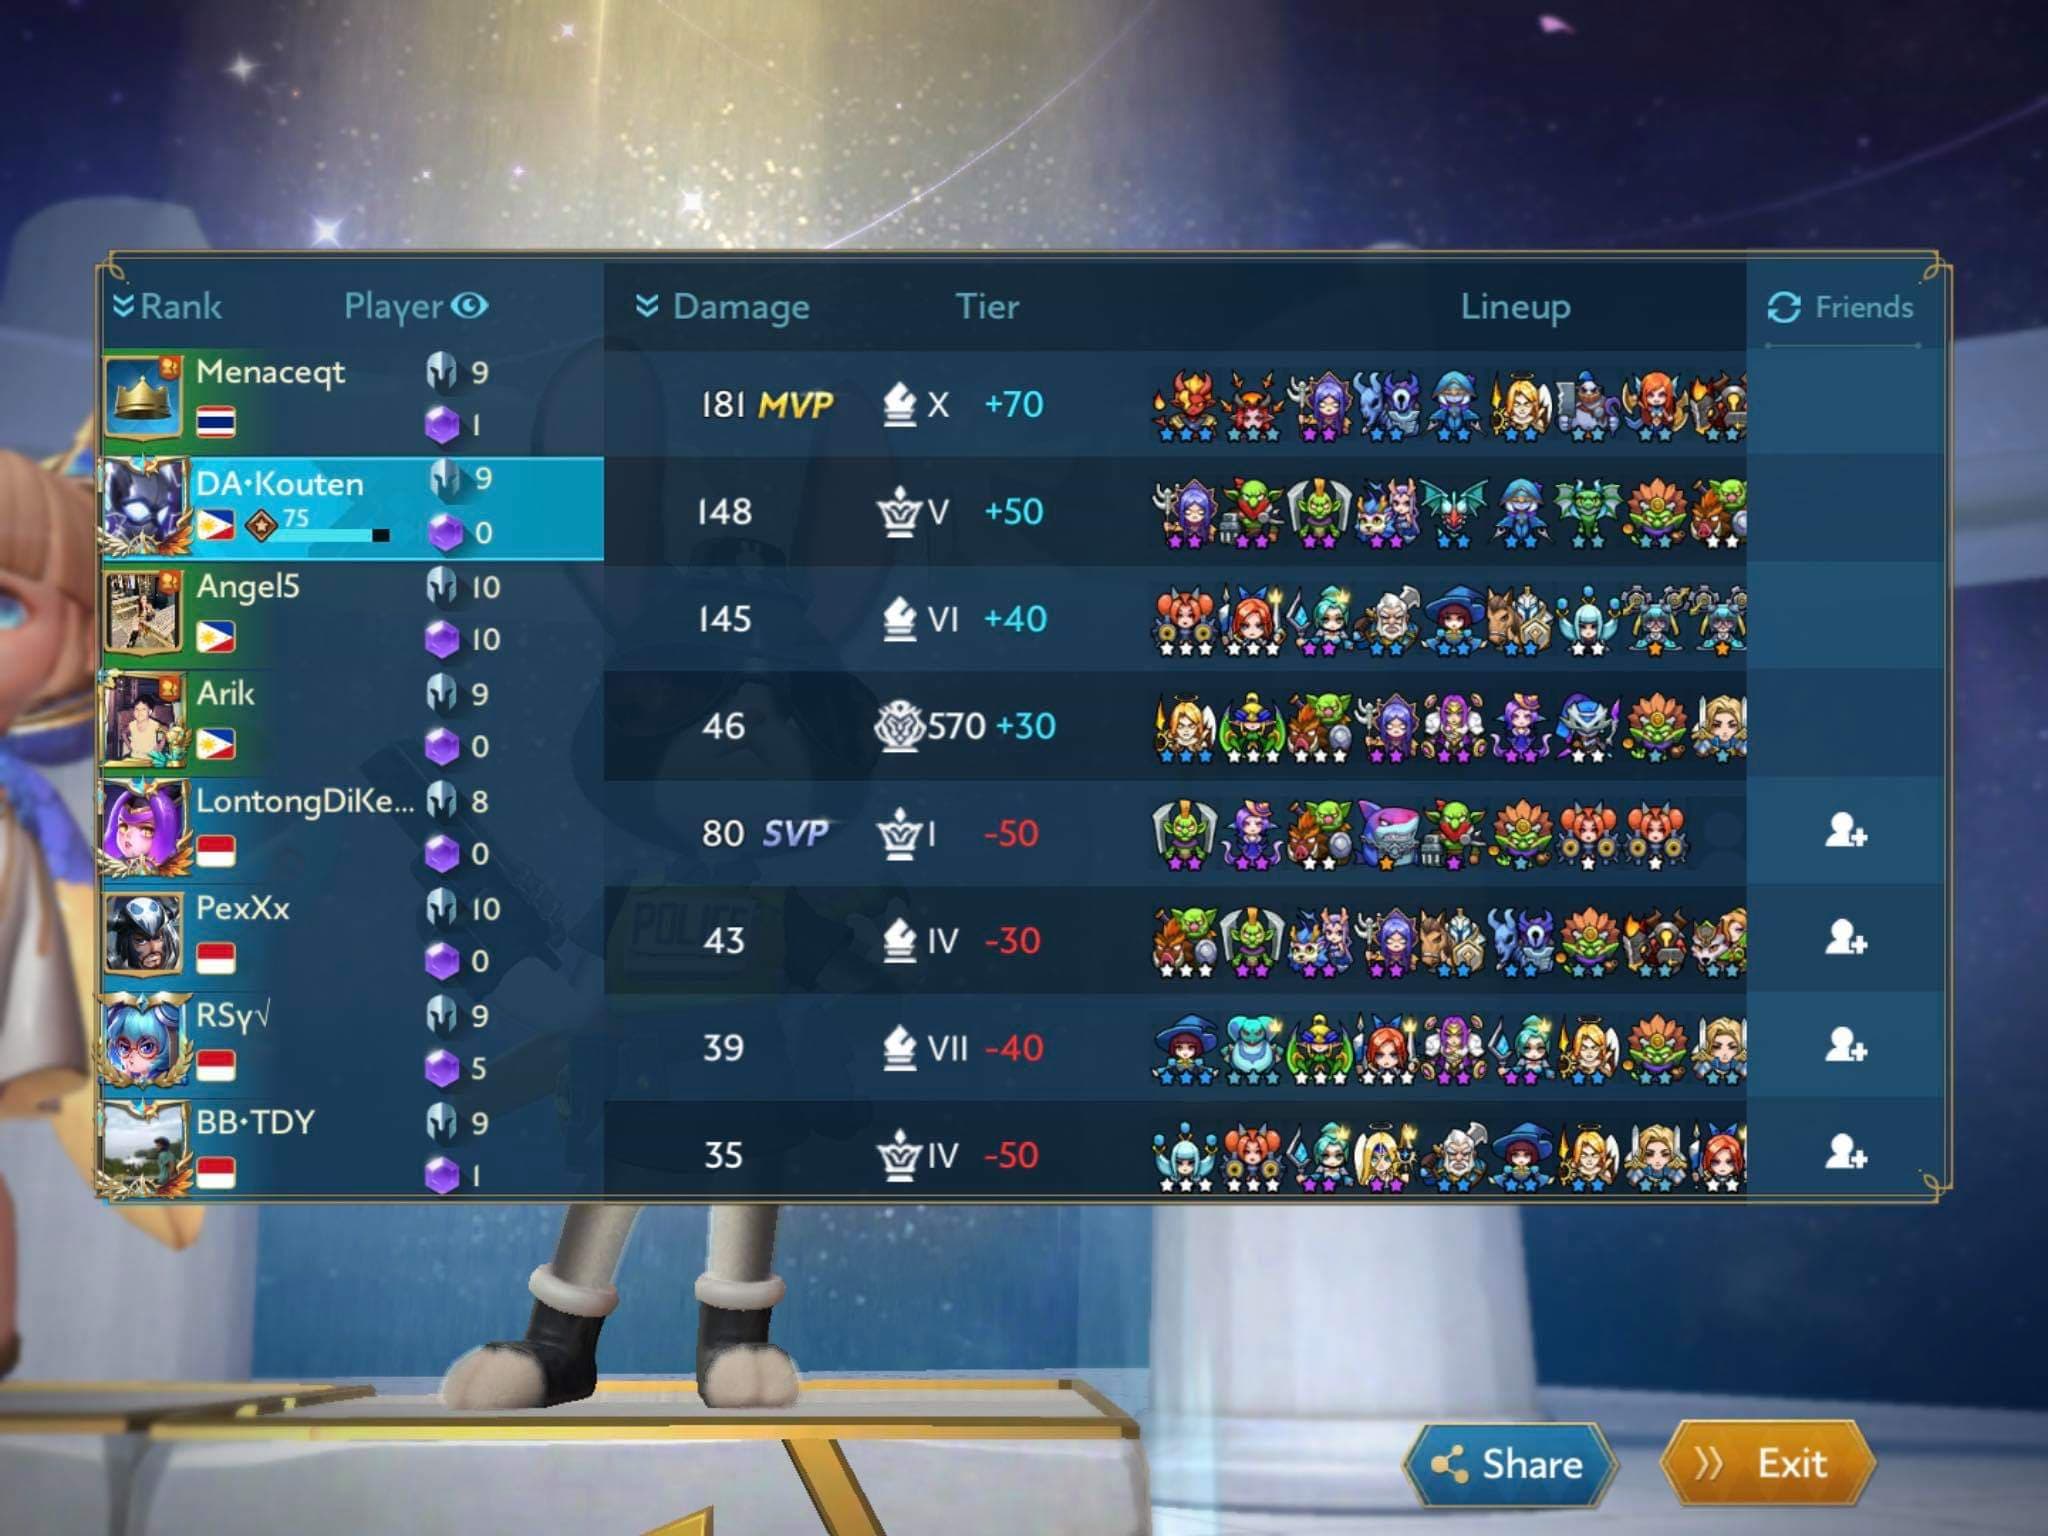 Rank Player Damage Tier Lineup Friends
Menaceqt 9
1
181 MVP X +70
DA•Kouten 9
75 0
148 V +50
Angel5 10
10
145 VI +40
Arik 9
0
46 570 +30
LontongDiKe... 8
0
80 SVP I -50
PexXx 10
0
43 IV -30
RSγ√ 9
5
39 VII -40
BB•TDY 9
1
35 IV -50
POLICE
Share Exit